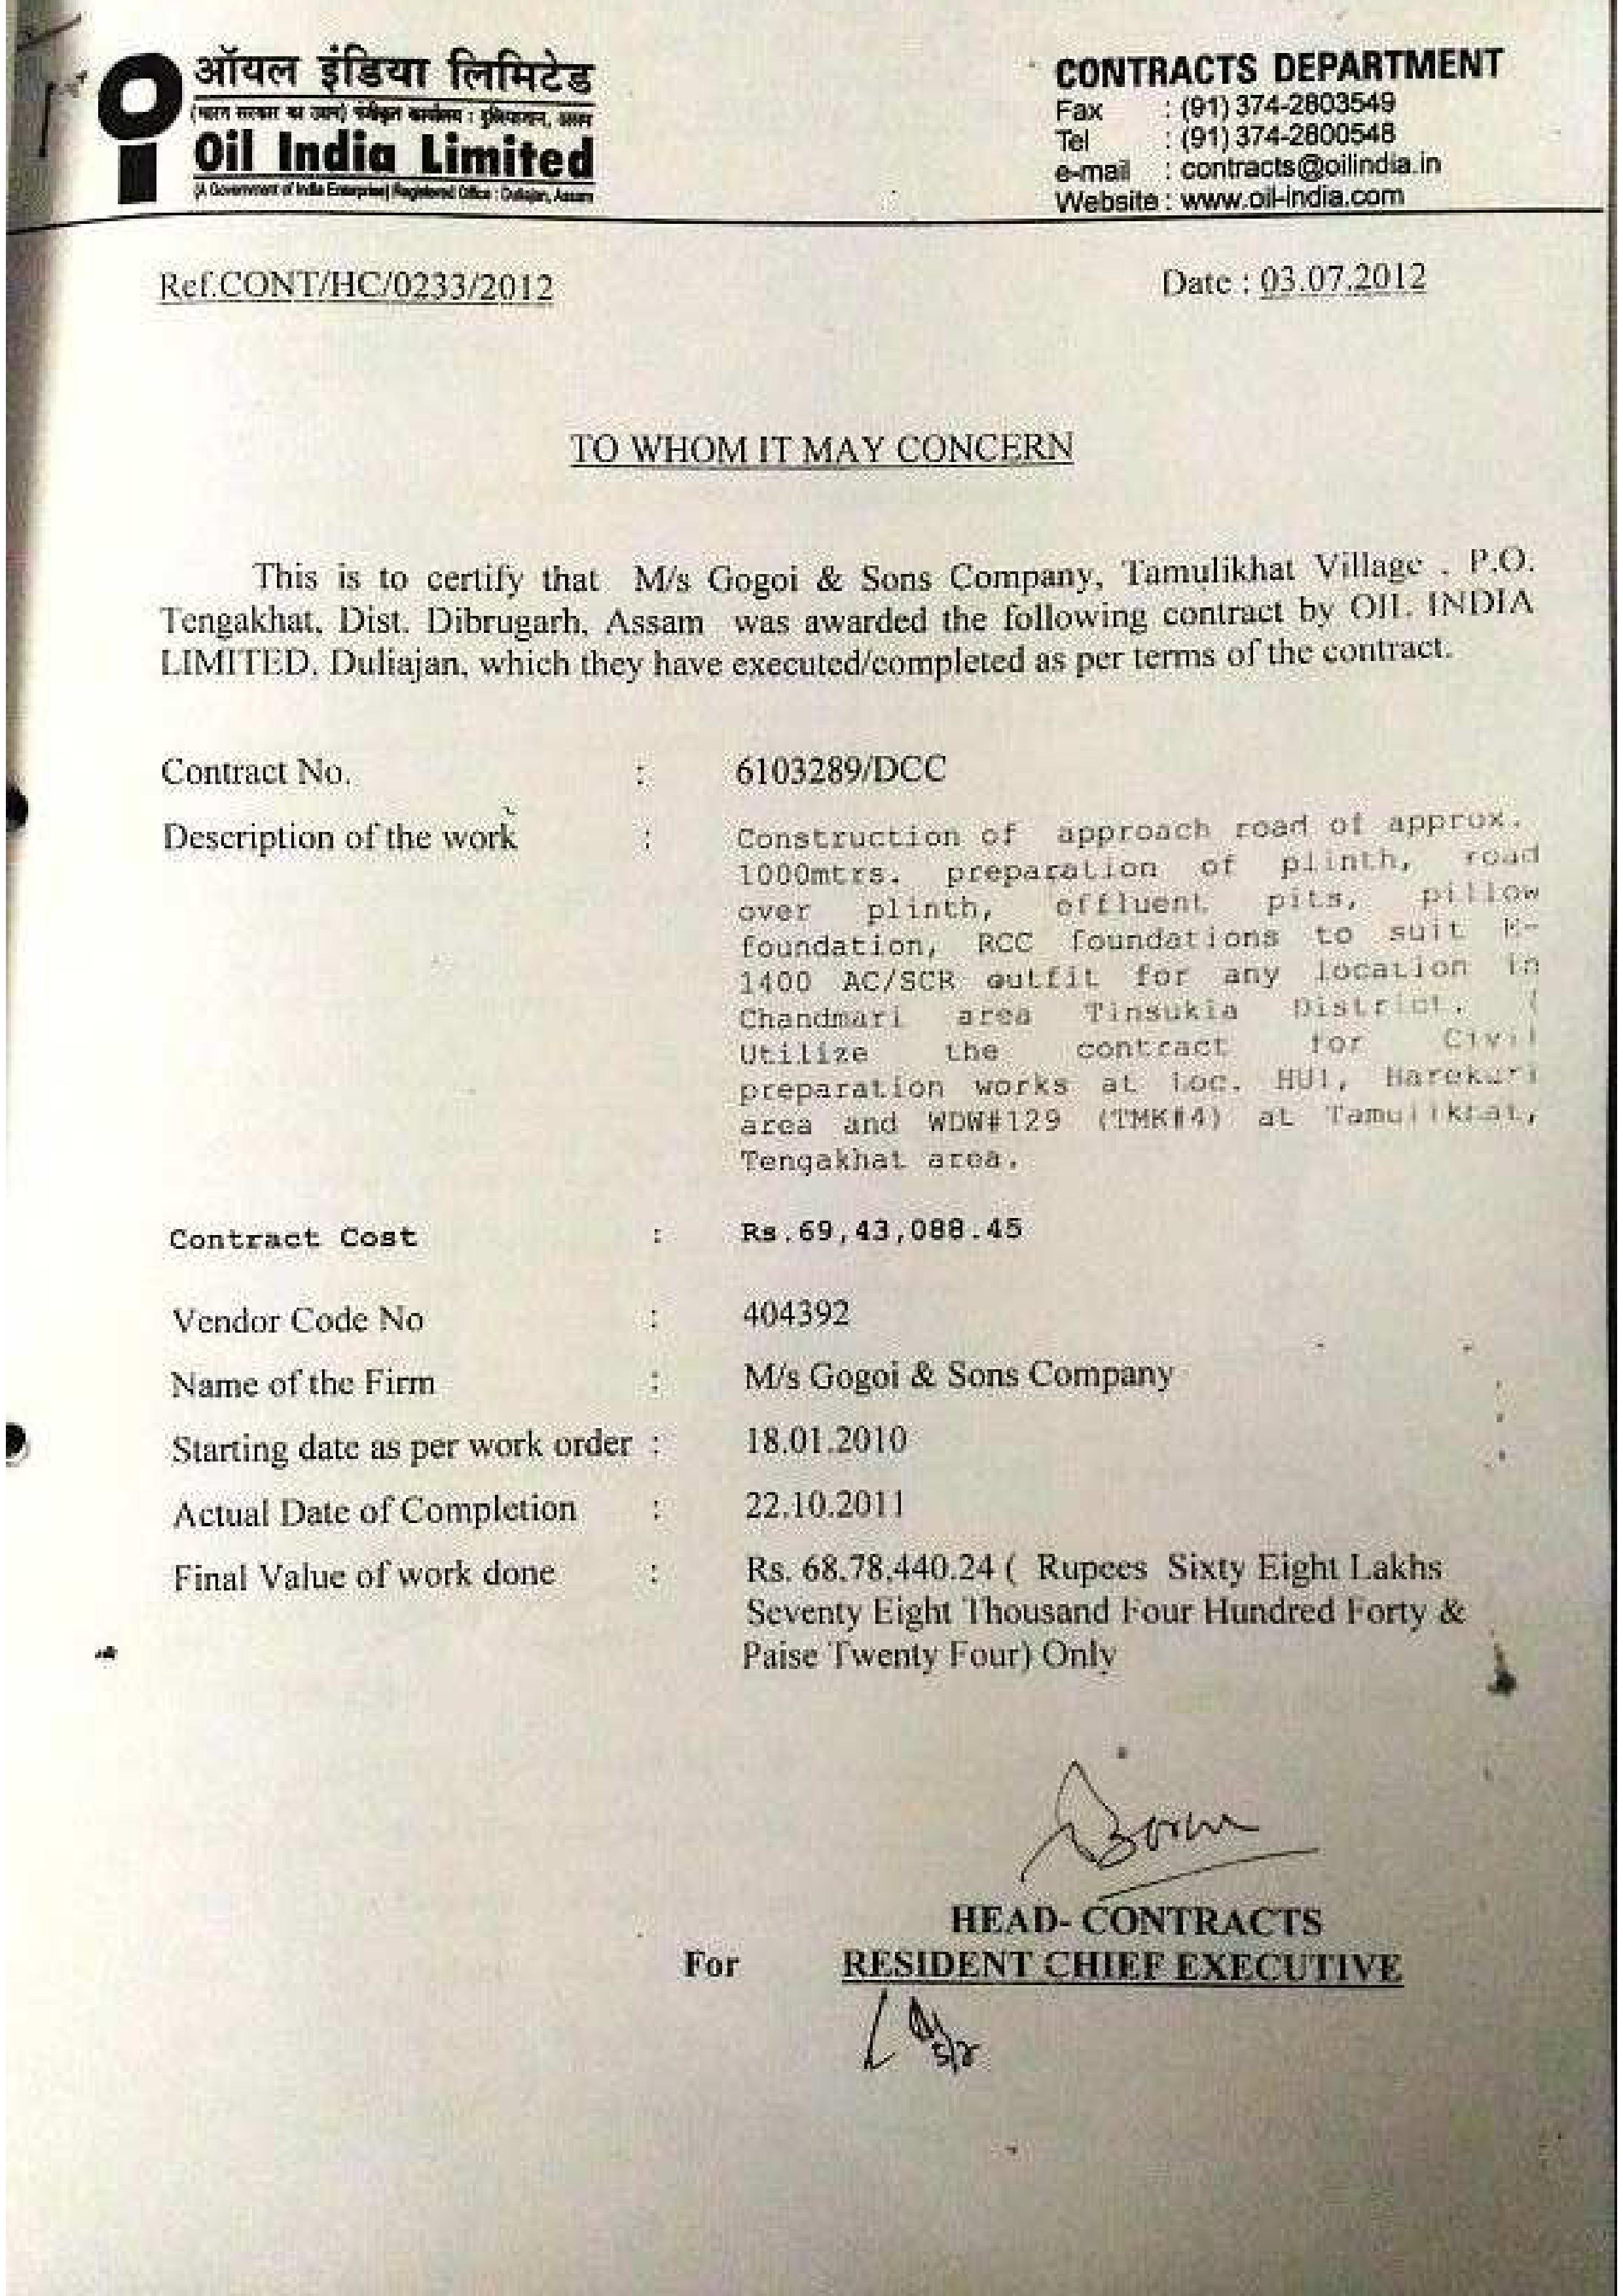 ऑयल इंडिया लिमिटेड
(भारत सरकार का उद्यम) पंजीकृत कार्यालय : दुलियाजान, असम
Oil India Limited
(A Government of India Enterprise) Registered Office : Duliajan, Assam
CONTRACTS DEPARTMENT
Fax : (91) 374-2803549
Tel : (91) 374-2800548
e-mail : contracts@oilindia.in
Website : www.oil-india.com
Ref.CONT/HC/0233/2012
Date : 03.07.2012
TO WHOM IT MAY CONCERN
This is to certify that M/s Gogoi & Sons Company, Tamulikhat Village , P.O.
Tengakhat, Dist. Dibrugarh, Assam was awarded the following contract by OIL INDIA
LIMITED, Duliajan, which they have executed/completed as per terms of the contract.
Contract No. : 6103289/DCC
Description of the work : Construction of approach road of approx.
1000mtrs. preparation of plinth, road
over plinth, effluent pits, pillow
foundation, RCC foundations to suit E-
1400 AC/SCR outfit for any location in
Chandmari area Tinsukia District. (
Utilize the contract for Civil
preparation works at Loc. HUI, Harekuri
area and WDW#129 (TMK#4) at Tamulikhat,
Tengakhat area.
Contract Cost : Rs.69,43,088.45
Vendor Code No : 404392
Name of the Firm : M/s Gogoi & Sons Company
Starting date as per work order : 18.01.2010
Actual Date of Completion : 22.10.2011
Final Value of work done : Rs. 68,78,440.24 ( Rupees Sixty Eight Lakhs
Seventy Eight Thousand Four Hundred Forty &
Paise Twenty Four) Only
HEAD- CONTRACTS
For RESIDENT CHIEF EXECUTIVE